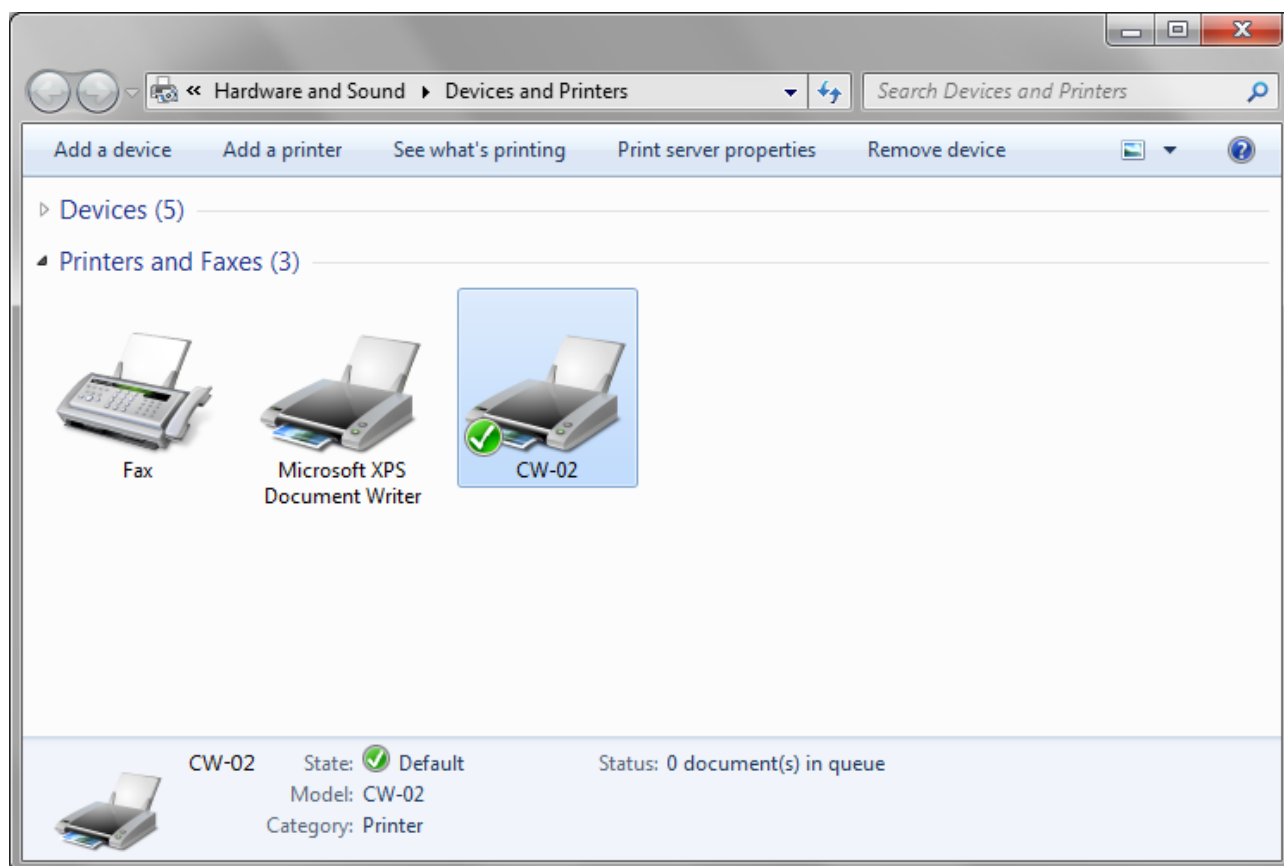 « Hardware and Sound ▸ Devices and Printers Search Devices and Printers
Add a device Add a printer See what's printing Print server properties Remove device
Devices (5)
Printers and Faxes (3)
Fax
Microsoft XPS
Document Writer
CW-02
CW-02 State: Default Status: 0 document(s) in queue
Model: CW-02
Category: Printer